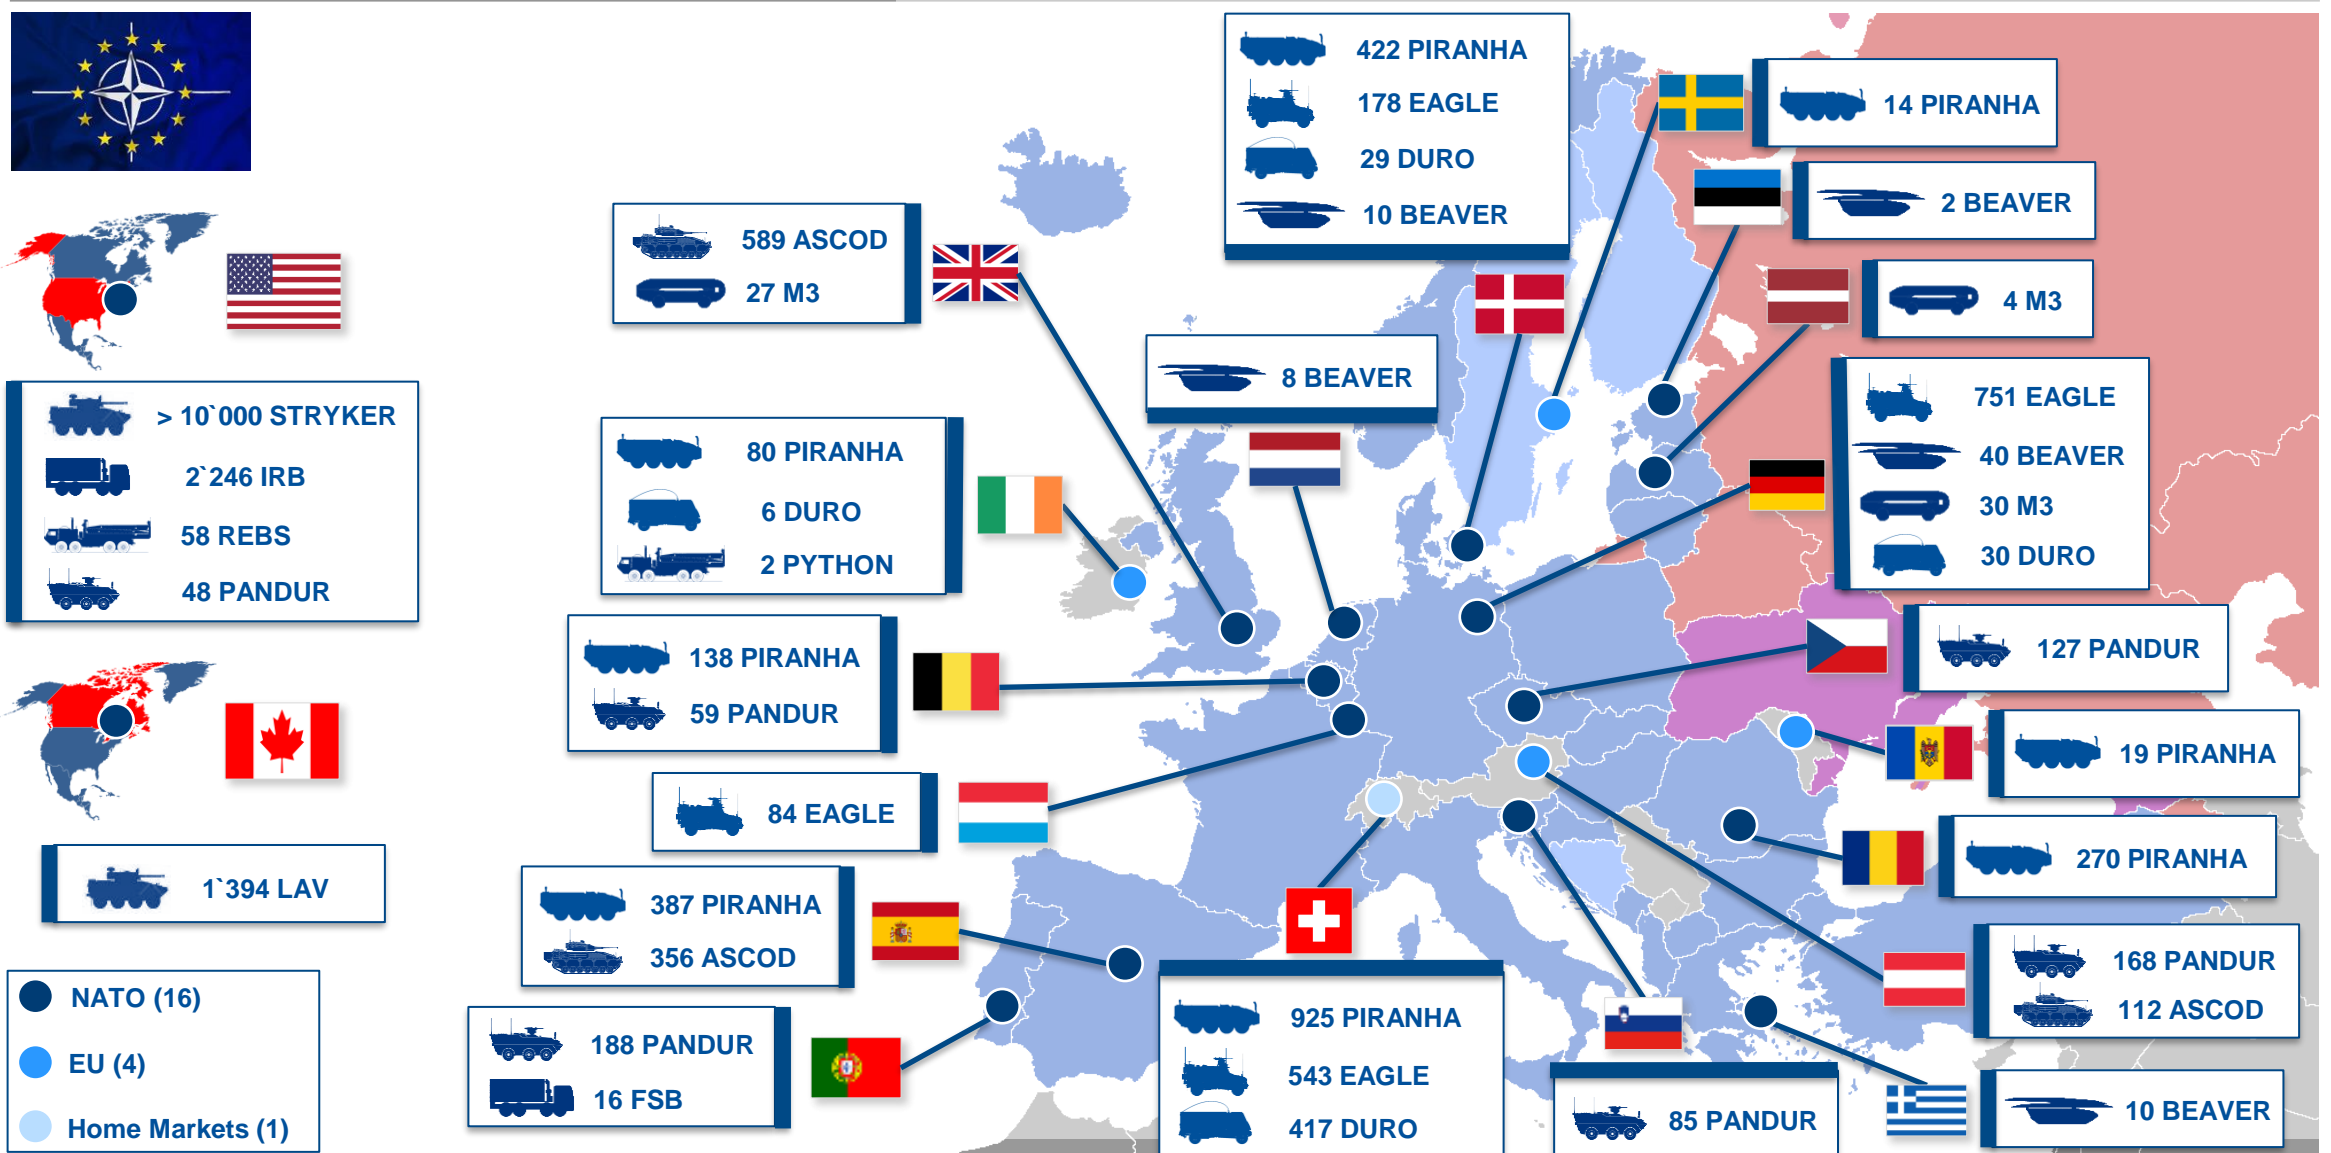 422 PIRANHA
178 EAGLE
29 DURO
10 BEAVER
14 PIRANHA
2 BEAVER
4 M3
589 ASCOD
27 M3
8 BEAVER
> 10`000 STRYKER
2`246 IRB
58 REBS
48 PANDUR
80 PIRANHA
6 DURO
2 PYTHON
751 EAGLE
40 BEAVER
30 M3
30 DURO
138 PIRANHA
59 PANDUR
127 PANDUR
19 PIRANHA
84 EAGLE
1`394 LAV
270 PIRANHA
387 PIRANHA
356 ASCOD
168 PANDUR
112 ASCOD
188 PANDUR
16 FSB
925 PIRANHA
543 EAGLE
417 DURO
85 PANDUR
10 BEAVER
NATO (16)
EU (4)
Home Markets (1)